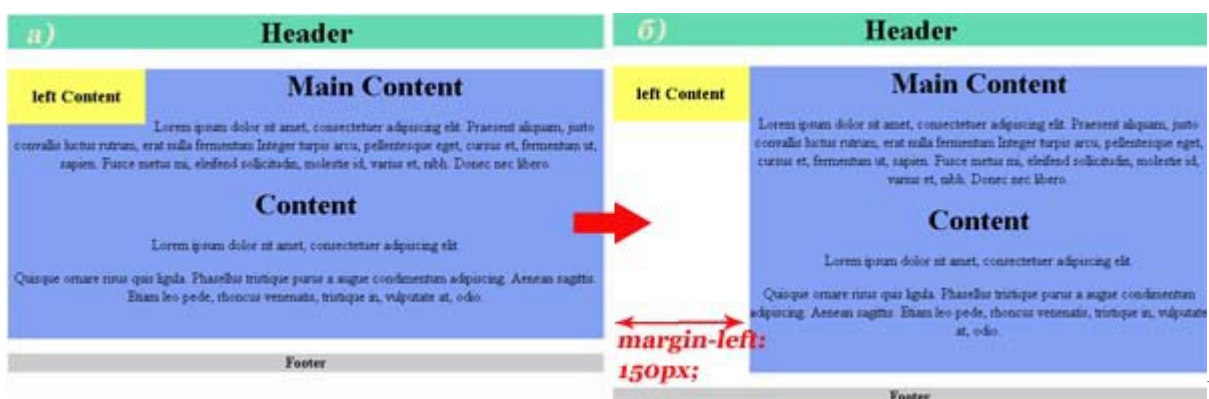 а)
Header
left Content
Main Content
Lorem ipsum dolor sit amet, consectetuer adipiscing elit. Praesent aliquam, justo
convallis luctus rutrum, erat nulla fermentum Integer turpis arcu, pellentesque eget, cursus et, fermentum ut,
sapien. Fusce metus mi, eleifend sollicitudin, molestie id, varius et, nibh. Donec nec libero.
Content
Lorem ipsum dolor sit amet, consectetuer adipiscing elit
Quisque ornare risus quis ligula. Phasellus tristique purus a augue condimentum adipiscing. Aenean sagittis.
Etiam leo pede, rhoncus venenatis, tristique in, vulputate at, odio.
Footer
б)
Header
left Content
Main Content
Lorem ipsum dolor sit amet, consectetuer adipiscing elit. Praesent aliquam, justo
convallis luctus rutrum, erat nulla fermentum Integer turpis arcu, pellentesque eget,
cursus et, fermentum ut, sapien. Fusce metus mi, eleifend sollicitudin, molestie id,
varius et, nibh. Donec nec libero.
Content
Lorem ipsum dolor sit amet, consectetuer adipiscing elit
Quisque ornare risus quis ligula. Phasellus tristique purus a augue condimentum
adipiscing. Aenean sagittis. Etiam leo pede, rhoncus venenatis, tristique in, vulputate
at, odio.
margin-left:
150px;
Footer